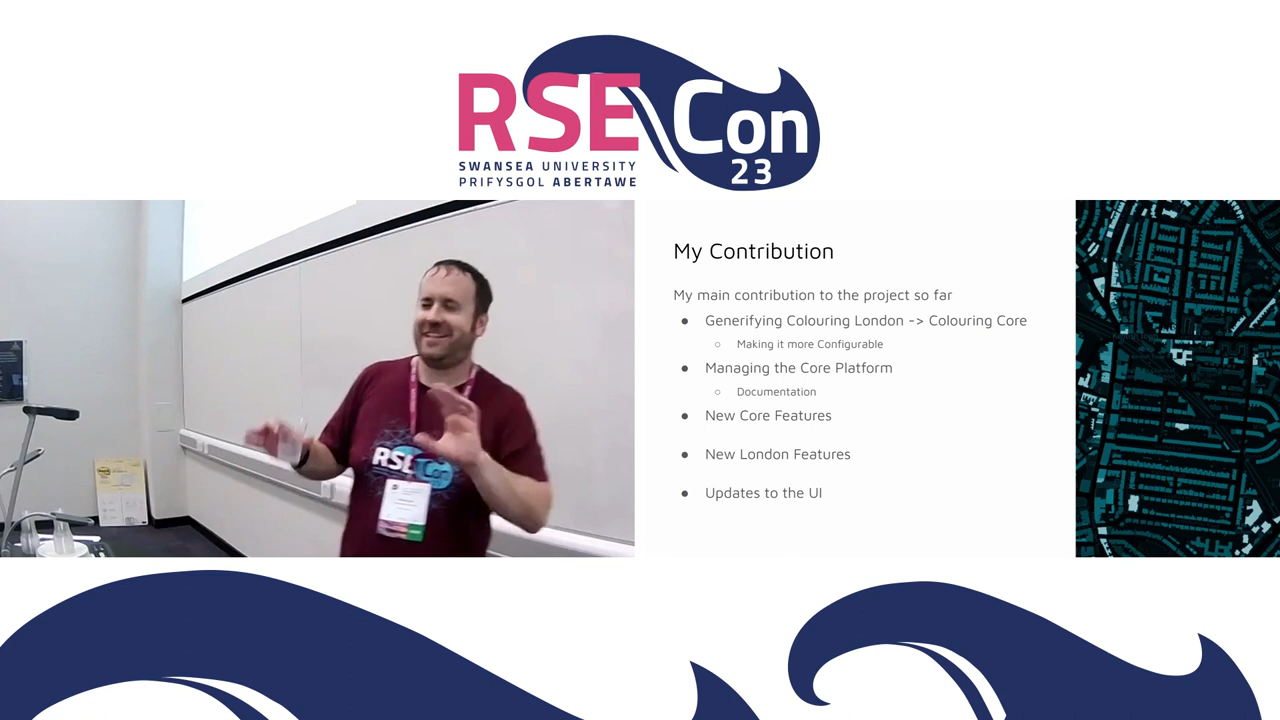 RSE Con
23
SWANSEA UNIVERSITY
PRIFYSGOL ABERTAWE
My Contribution
My main contribution to the project so far
● Generifying Colouring London -> Colouring Core
○ Making it more Configurable
● Managing the Core Platform
○ Documentation
● New Core Features
● New London Features
● Updates to the UI
RSE Con